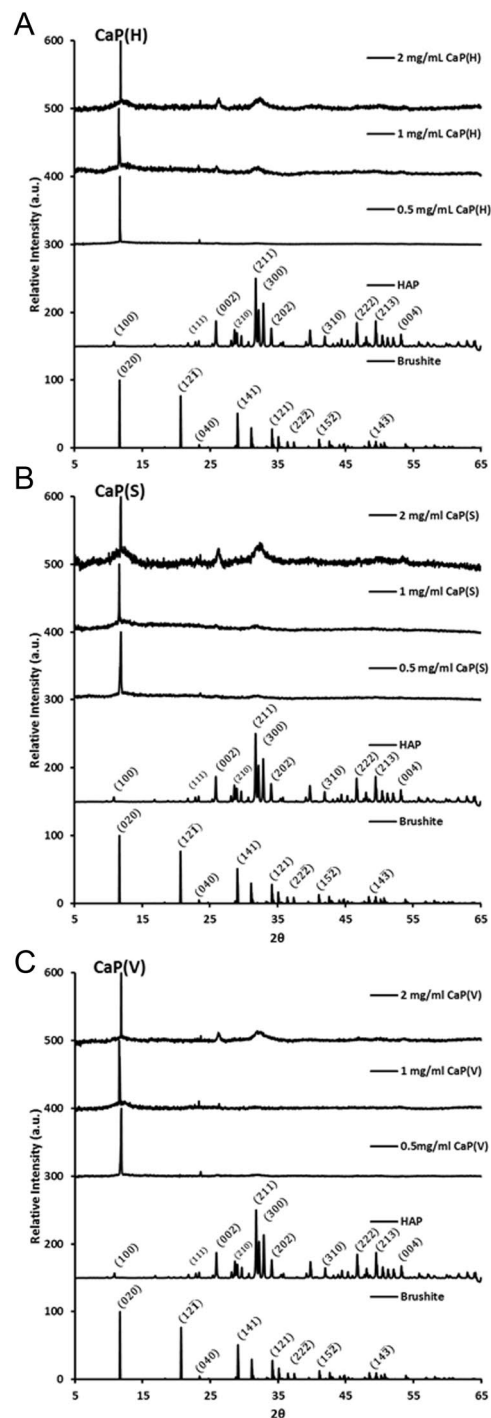 A
CaP(H)
600
2 mg/mL CaP(H)
500
1 mg/mL CaP(H)
400
0.5 mg/mL CaP(H)
300
(211)
(300)
HAP
200
(100)
(111)
(002)
(210)
(202)
(310)
(222)
(213)
(004)
(020)
Brushite
100
(121̄)
(040)
(141)
(121)
(222̄)
(152̄)
(143̄)
0
5 15 25 35 45 55 65
Relative Intensity (a.u.)
B
CaP(S)
600
2 mg/ml CaP(S)
500
1 mg/ml CaP(S)
400
0.5 mg/ml CaP(S)
300
(211)
(300)
HAP
200
(100)
(111)
(002)
(210)
(202)
(310)
(222)
(213)
(004)
(020)
Brushite
100
(121̄)
(040)
(141)
(121)
(222̄)
(152̄)
(143̄)
0
5 15 25 35 45 55 65
2θ
Relative Intensity (a.u.)
C
CaP(V)
600
2 mg/ml CaP(V)
500
1 mg/ml CaP(V)
400
0.5mg/ml CaP(V)
300
(211)
(300)
HAP
200
(100)
(111)
(002)
(210)
(202)
(310)
(222)
(213)
(004)
(020)
Brushite
100
(121̄)
(040)
(141)
(121)
(222̄)
(152̄)
(143̄)
0
5 15 25 35 45 55 65
2θ
Relative Intensity (a.u.)